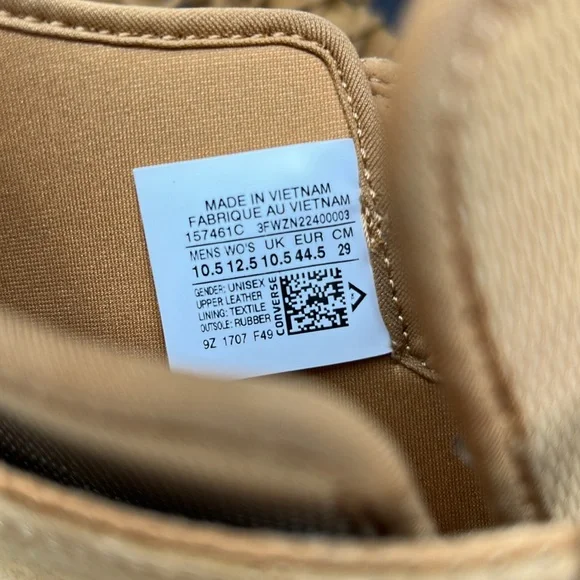 MADE IN VIETNAM
FABRIQUE AU VIETNAM
157461C 3FWZN22400003
MENS WO'S UK EUR CM
10.5 12.5 10.5 44.5 29
GENDER: UNISEX
UPPER LEATHER
LINING: TEXTILE
OUTSOLE: RUBBER
9Z 1707 F49
CONVERSE